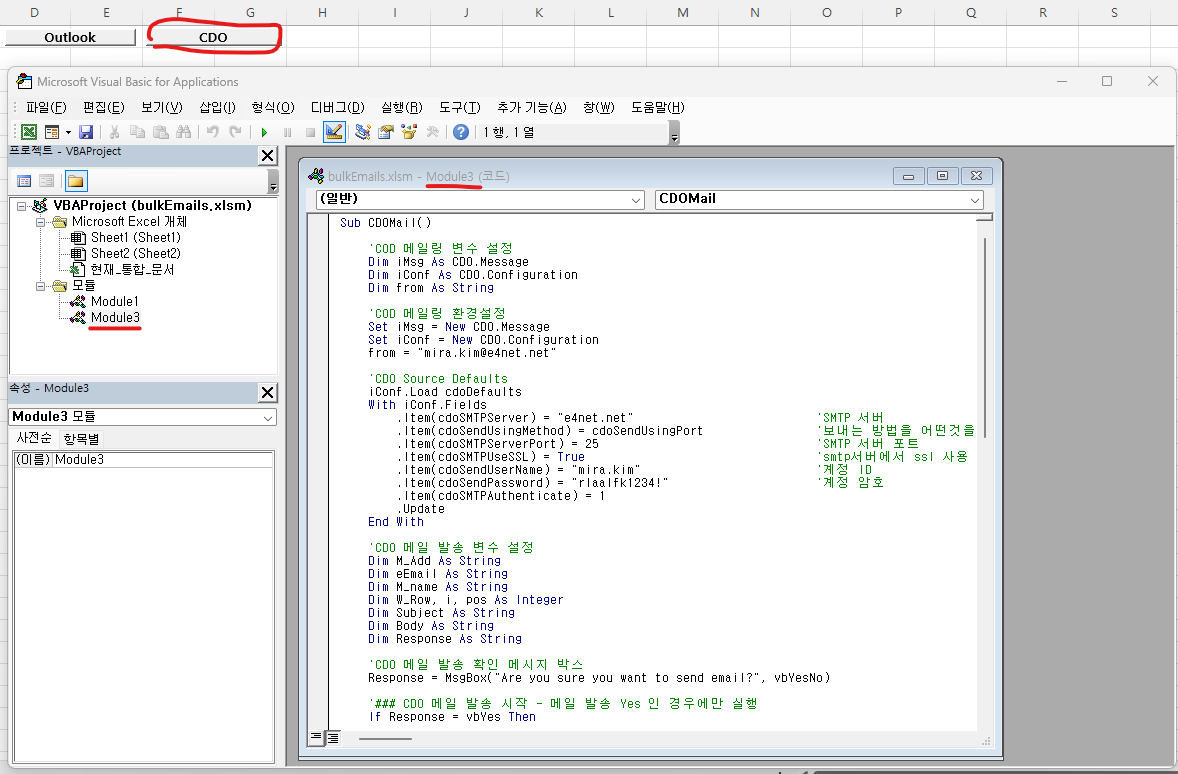 D E F G H I J K L M N O P Q R S
Outlook CDO
Microsoft Visual Basic for Applications
파일(F) 편집(E) 보기(V) 삽입(I) 형식(O) 디버그(D) 실행(R) 도구(T) 추가 기능(A) 창(W) 도움말(H)
1 행, 1 열
프로젝트 - VBAProject
VBAProject (bulkEmails.xlsm)
Microsoft Excel 개체
Sheet1 (Sheet1)
Sheet2 (Sheet2)
현재_통합_문서
모듈
Module1
Module3
속성 - Module3
Module3 모듈
사전순 항목별
(이름) Module3
bulkEmails.xlsm - Module3 (코드)
(일반) CDOMail
Sub CDOMail()
'COD 메일링 변수 설정
Dim iMsg As CDO.Message
Dim iConf As CDO.Configuration
Dim from As String
'COD 메일링 환경설정
Set iMsg = New CDO.Message
Set iConf = New CDO.Configuration
from = "mira.kim@e4net.net"
'CDO Source Defaults
iConf.Load cdoDefaults
With iConf.Fields
.Item(cdoSMTPServer) = "e4net.net" 'SMTP 서버
.Item(cdoSendUsingMethod) = cdoSendUsingPort '보내는 방법을 어떤것을
.Item(cdoSMTPServerPort) = 25 'SMTP 서버 포트
.Item(cdoSMTPUseSSL) = True 'smtp서버에서 ssl 사용
.Item(cdoSendUserName) = "mira.kim" '계정 ID
.Item(cdoSendPassword) = "rlaalfk1234!" '계정 암호
.Item(cdoSMTPAuthenticate) = 1
.Update
End With
'CDO 메일 발송 변수 설정
Dim M_Add As String
Dim eEmail As String
Dim M_name As String
Dim W_Row, i, pos As Integer
Dim Subject As String
Dim Body As String
Dim Response As String
'CDO 메일 발송 확인 메시지 박스
Response = MsgBox("Are you sure you want to send email?", vbYesNo)
'### CDO 메일 발송 시작 - 메일 발송 Yes 인 경우에만 실행
If Response = vbYes Then